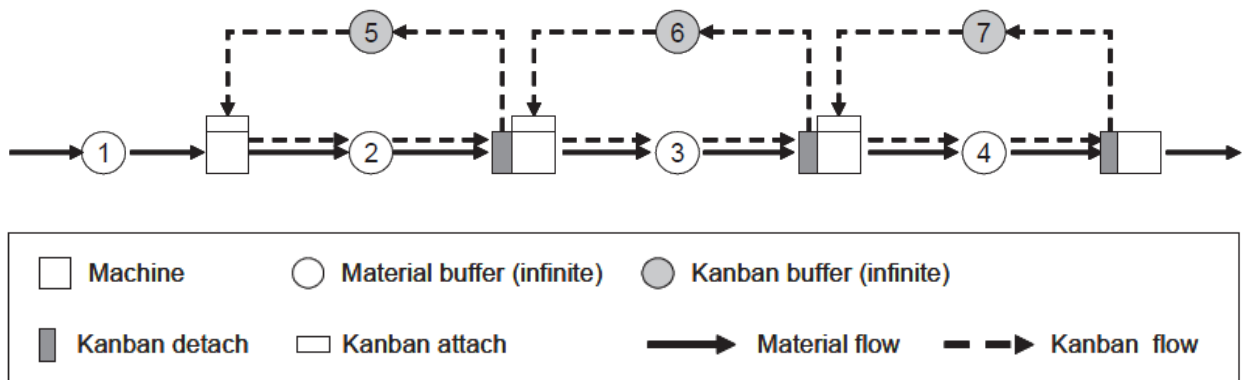 5 6 7
1 2 3 4
Machine Material buffer (infinite) Kanban buffer (infinite)
Kanban detach Kanban attach Material flow Kanban flow